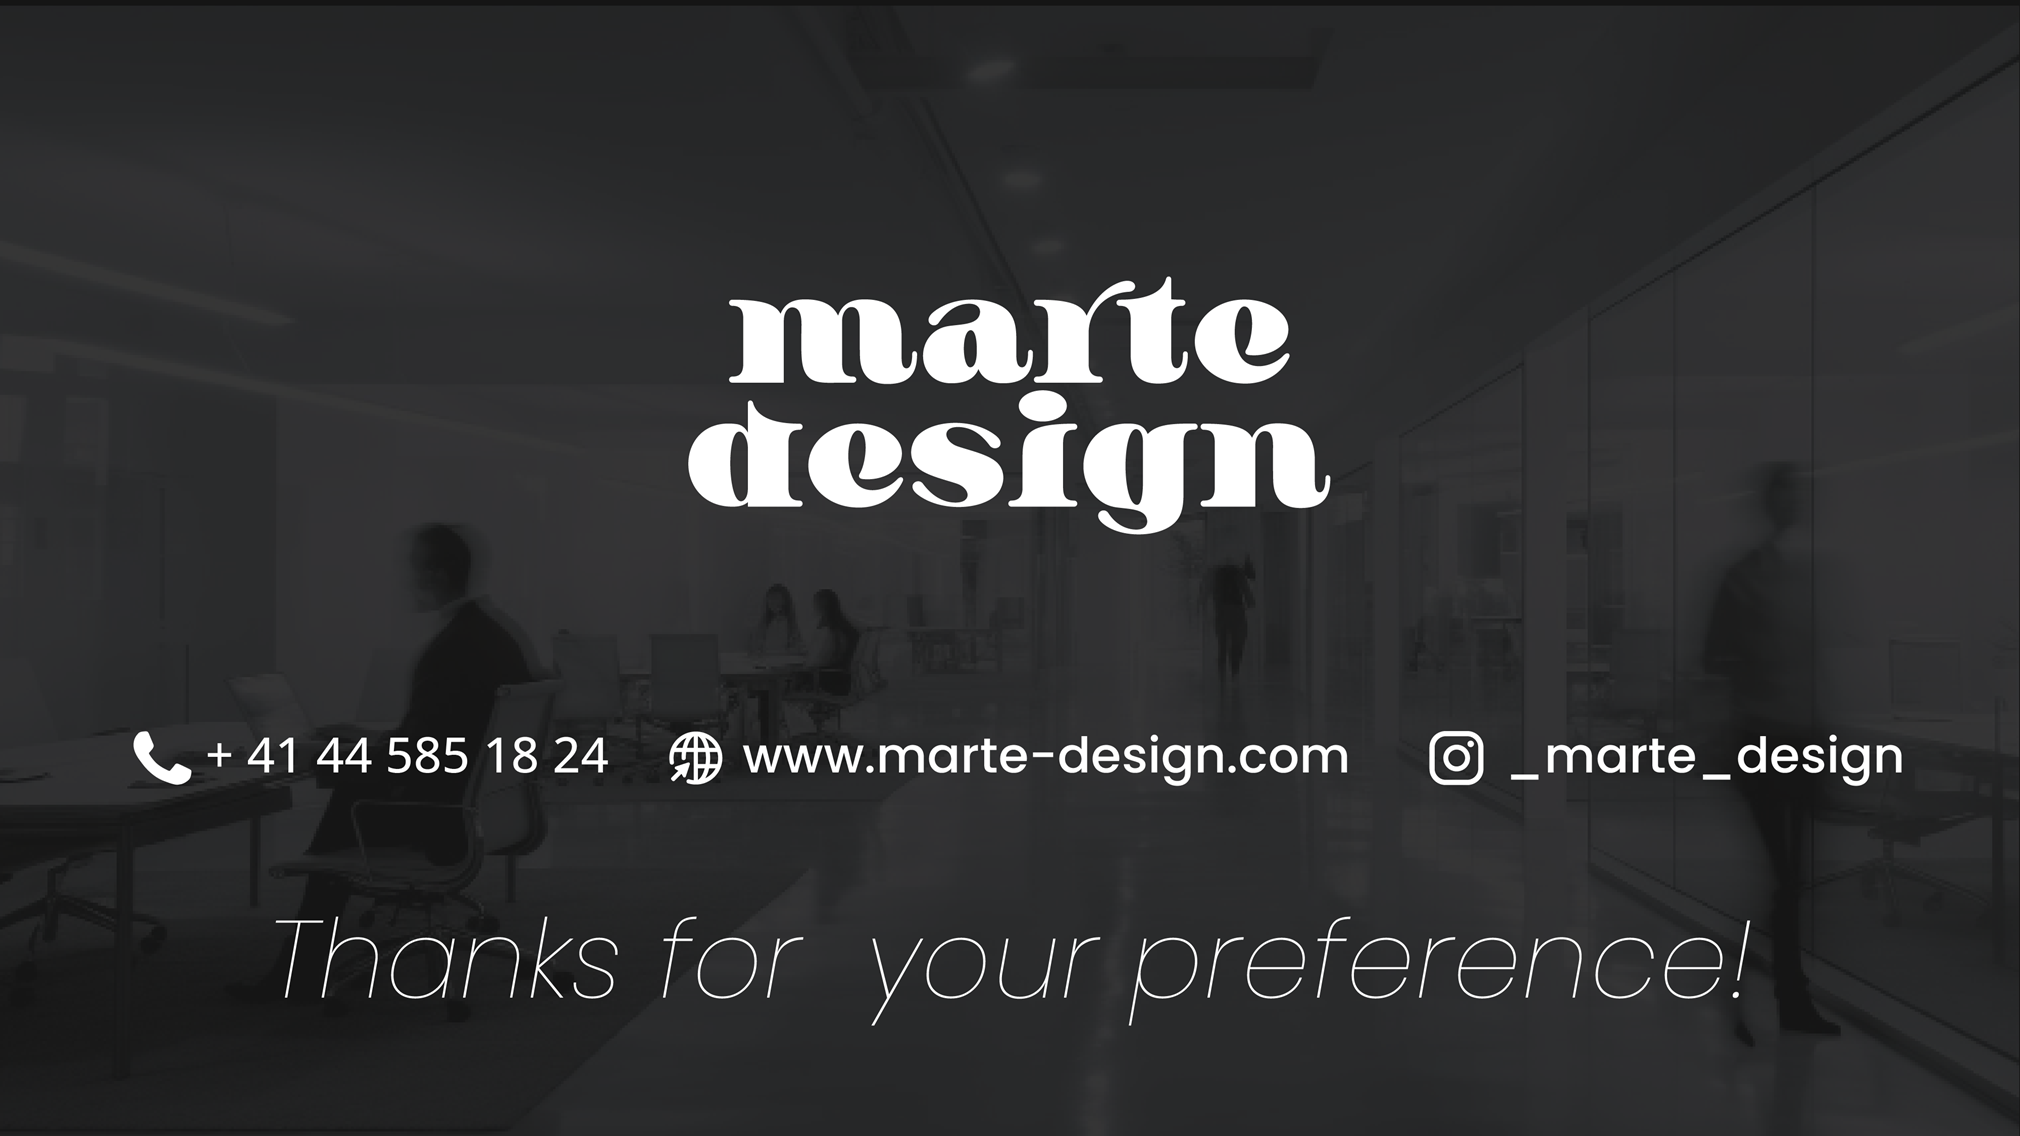 marte
design
+ 41 44 585 18 24 www.marte-design.com _marte_design
Thanks for your preference!